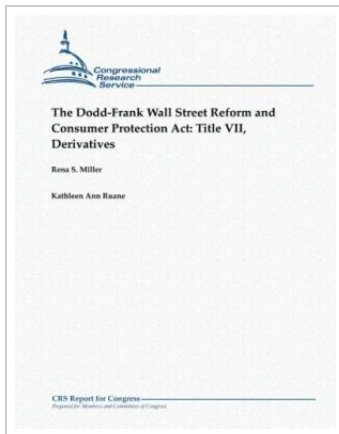 Congressional
Research
Service
The Dodd-Frank Wall Street Reform and
Consumer Protection Act: Title VII,
Derivatives
Rena S. Miller
Kathleen Ann Ruane
CRS Report for Congress
Prepared for Members and Committees of Congress